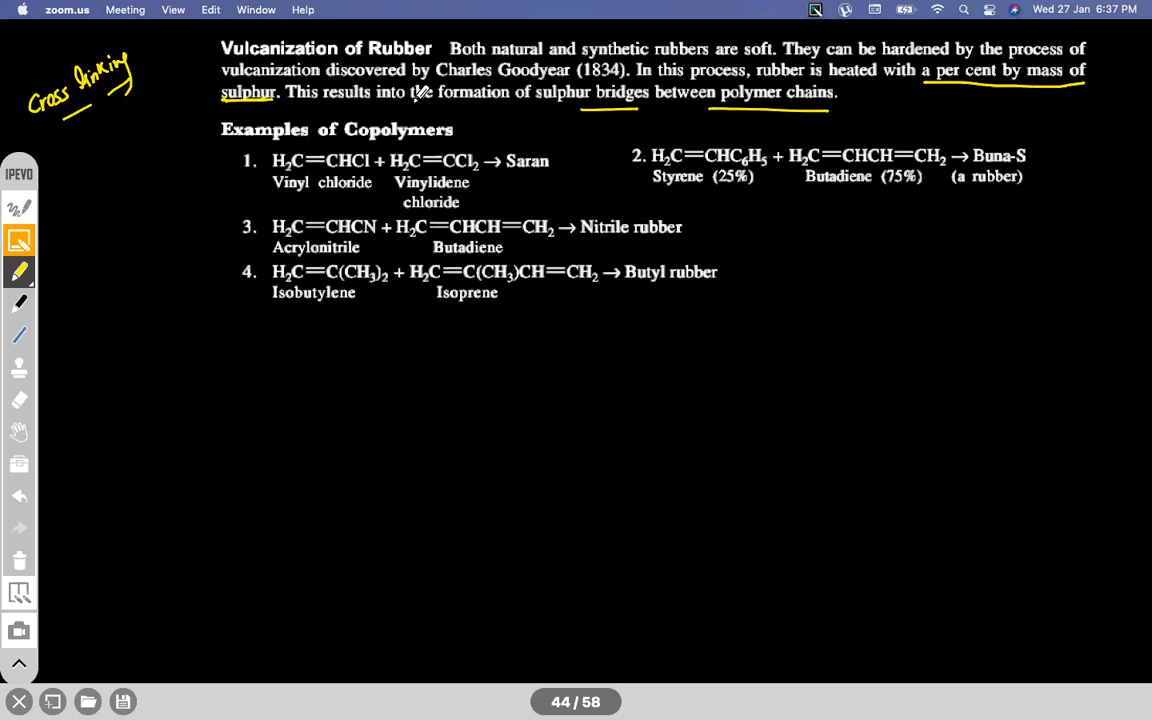 zoom.us Meeting View Edit Window Help Wed 27 Jan 6:37 PM
Cross linking
Vulcanization of Rubber Both natural and synthetic rubbers are soft. They can be hardened by the process of
vulcanization discovered by Charles Goodyear (1834). In this process, rubber is heated with a per cent by mass of
sulphur. This results into the formation of sulphur bridges between polymer chains.
Examples of Copolymers
1. H₂C=CHCl + H₂C=CCl₂ → Saran
Vinyl chloride Vinylidene
chloride
2. H₂C=CHC₆H₅ + H₂C=CHCH=CH₂ → Buna-S
Styrene (25%) Butadiene (75%) (a rubber)
3. H₂C=CHCN + H₂C=CHCH=CH₂ → Nitrile rubber
Acrylonitrile Butadiene
4. H₂C=C(CH₃)₂ + H₂C=C(CH₃)CH=CH₂ → Butyl rubber
Isobutylene Isoprene
IPEVO
44 / 58